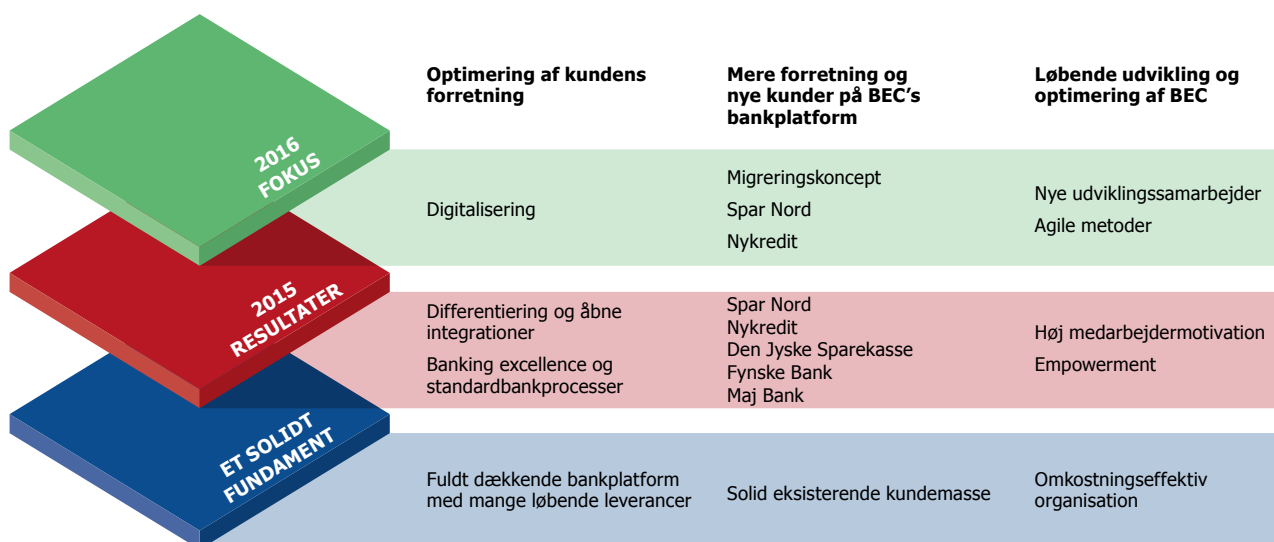 Optimering af kundens
forretning
Mere forretning og
nye kunder på BEC's
bankplatform
Løbende udvikling og
optimering af BEC
2016
FOKUS
Digitalisering
Migreringskoncept
Spar Nord
Nykredit
Nye udviklingssamarbejder
Agile metoder
2015
RESULTATER
Differentiering og åbne
integrationer
Banking excellence og
standardbankprocesser
Spar Nord
Nykredit
Den Jyske Sparekasse
Fynske Bank
Maj Bank
Høj medarbejdermotivation
Empowerment
ET SOLIDT
FUNDAMENT
Fuldt dækkende bankplatform
med mange løbende leverancer
Solid eksisterende kundemasse
Omkostningseffektiv
organisation